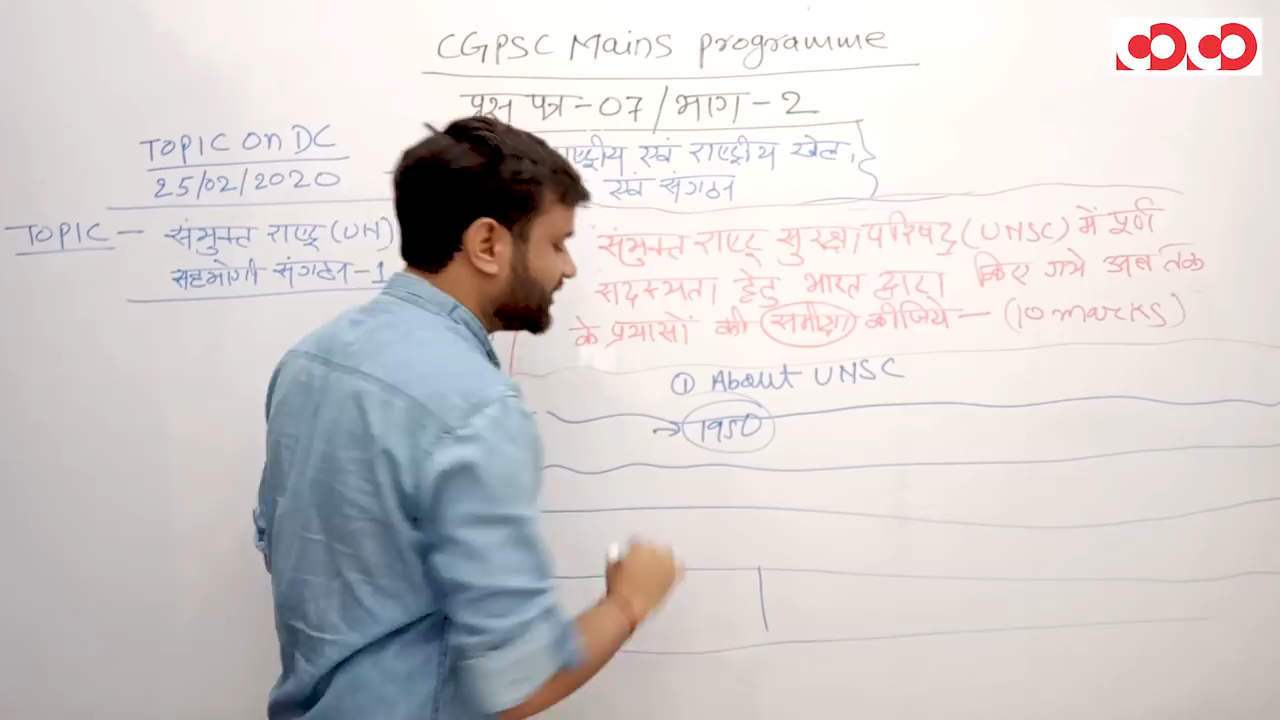 CGPSC Mains programme
पत्र - 07 / भाग - 2
TOPIC on DC
25/02/2020
एवं राष्ट्रीय खेल,
एवं संगठन
TOPIC - संयुक्त राष्ट्र (UN)
सहयोगी संगठन - 1
संयुक्त राष्ट्र सुरक्षा परिषद् (UNSC) में पूर्ण
सदस्यता हेतु भारत द्वारा किए गये अब तक
के प्रयासों की समीक्षा कीजिये - (10 marks)
① About UNSC
→ 1950